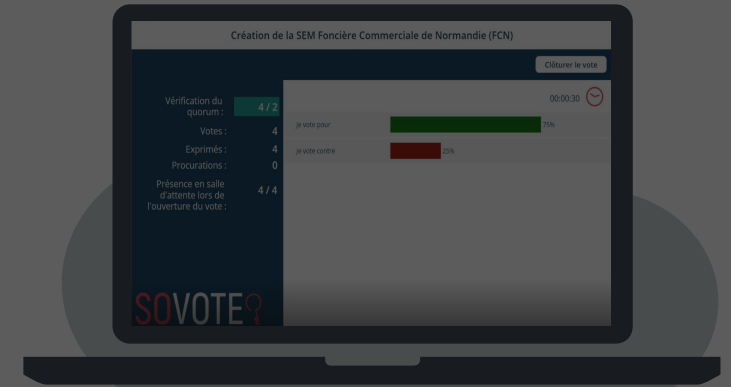 Création de la SEM Foncière Commerciale de Normandie (FCN)
Clôturer le vote
00:00:30
Vérification du
quorum :
4 / 2
Votes :
4
Exprimés :
4
Procurations :
0
Présence en salle
d'attente lors de
l'ouverture du vote :
4 / 4
Je vote pour
75%
Je vote contre
25%
SOVOTE